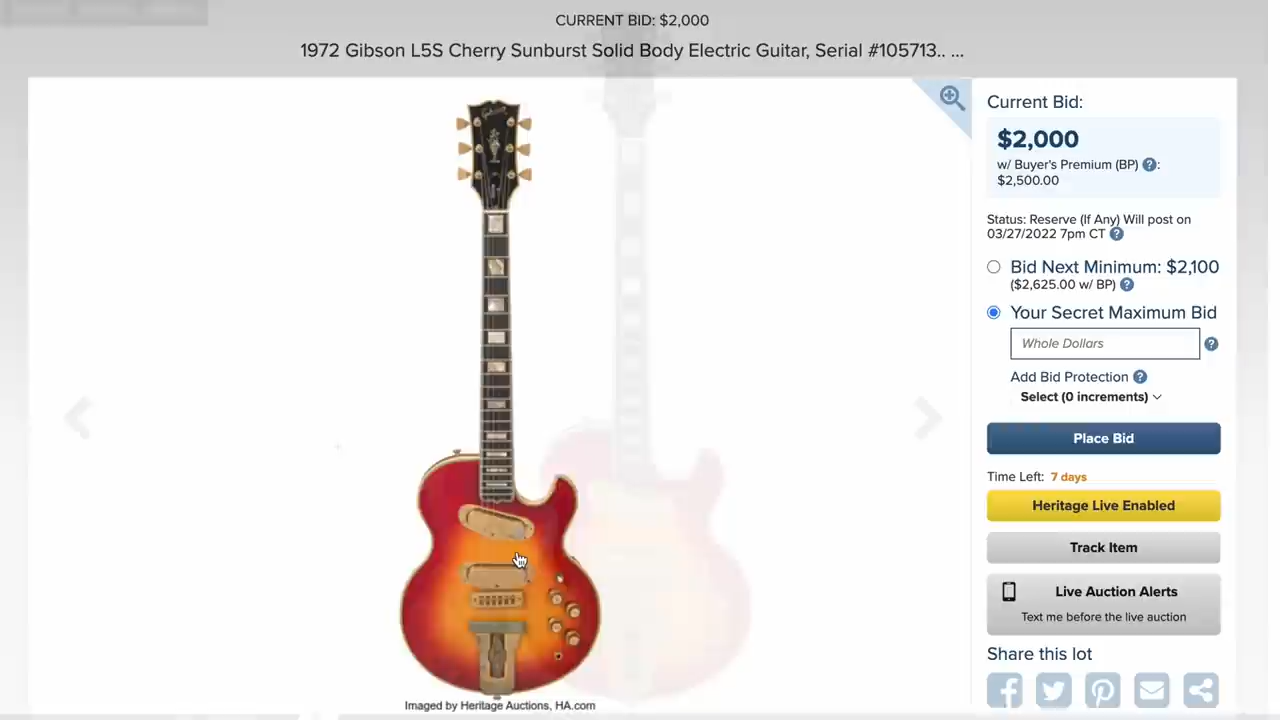 CURRENT BID: $2,000
1972 Gibson L5S Cherry Sunburst Solid Body Electric Guitar, Serial #105713.. ...
Gibson
Imaged by Heritage Auctions, HA.com
Current Bid:
$2,000
w/ Buyer's Premium (BP) ?:
$2,500.00
Status: Reserve (If Any) Will post on
03/27/2022 7pm CT ?
Bid Next Minimum: $2,100
($2,625.00 w/ BP) ?
Your Secret Maximum Bid
Whole Dollars ?
Add Bid Protection ?
Select (0 increments)
Place Bid
Time Left: 7 days
Heritage Live Enabled
Track Item
Live Auction Alerts
Text me before the live auction
Share this lot